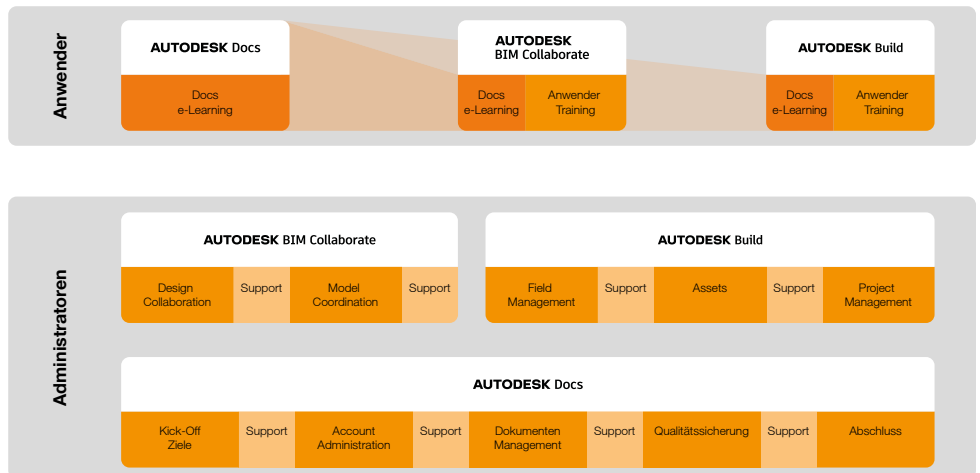 Anwender
AUTODESK Docs
Docs
e-Learning
AUTODESK
BIM Collaborate
Docs
e-Learning
Anwender
Training
AUTODESK Build
Docs
e-Learning
Anwender
Training
Administratoren
AUTODESK BIM Collaborate
Design
Collaboration
Support
Model
Coordination
Support
AUTODESK Build
Field
Management
Support
Assets
Support
Project
Management
AUTODESK Docs
Kick-Off
Ziele
Support
Account
Administration
Support
Dokumenten
Management
Support
Qualitätssicherung
Support
Abschluss